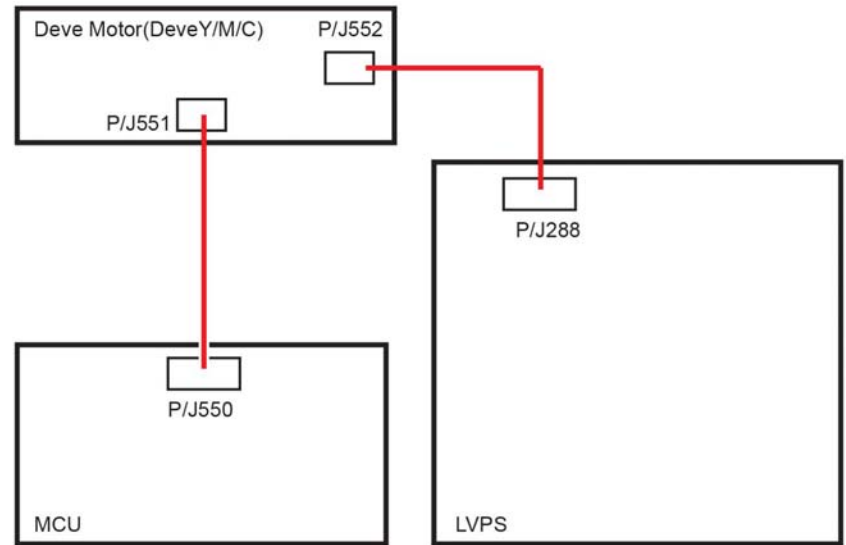 Deve Motor(DeveY/M/C)
P/J552
P/J551
P/J288
P/J550
MCU
LVPS